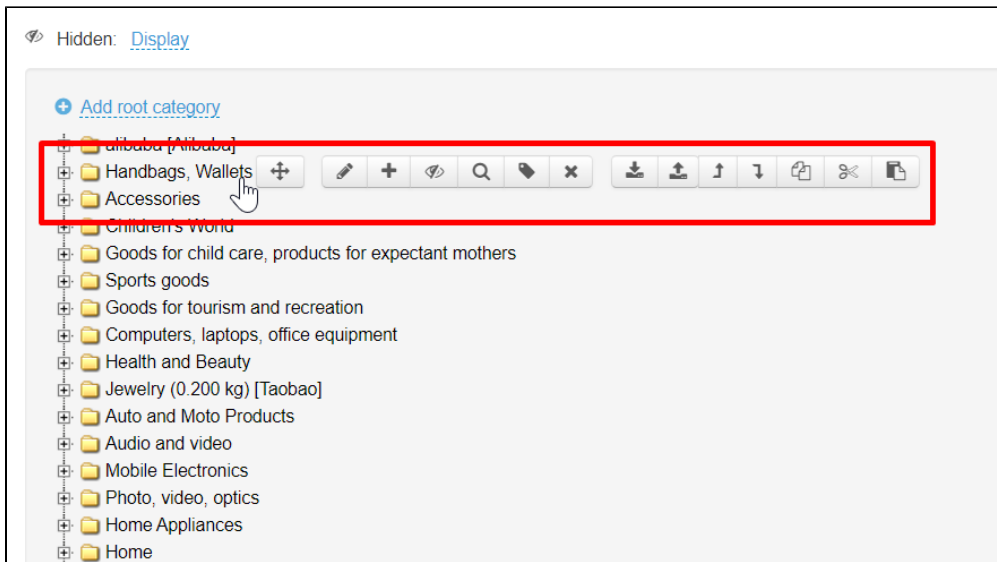 Hidden: Display
Add root category
alibaba [Alibaba]
Handbags, Wallets
Accessories
Children's World
Goods for child care, products for expectant mothers
Sports goods
Goods for tourism and recreation
Computers, laptops, office equipment
Health and Beauty
Jewelry (0.200 kg) [Taobao]
Auto and Moto Products
Audio and video
Mobile Electronics
Photo, video, optics
Home Appliances
Home